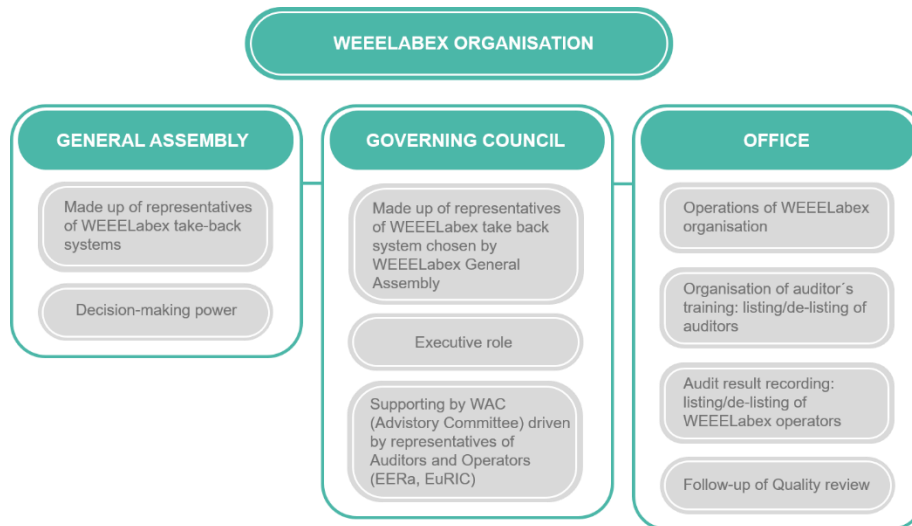 WEEELABEX ORGANISATION
GENERAL ASSEMBLY
Made up of representatives
of WEEELabex take-back
systems
Decision-making power
GOVERNING COUNCIL
Made up of representatives
of WEEELabex take back
system chosen by
WEEELabex General
Assembly
Executive role
Supporting by WAC
(Advistory Committee) driven
by representatives of
Auditors and Operators
(EERa, EuRIC)
OFFICE
Operations of WEEELabex
organisation
Organisation of auditor´s
training: listing/de-listing of
auditors
Audit result recording:
listing/de-listing of
WEEELabex operators
Follow-up of Quality review